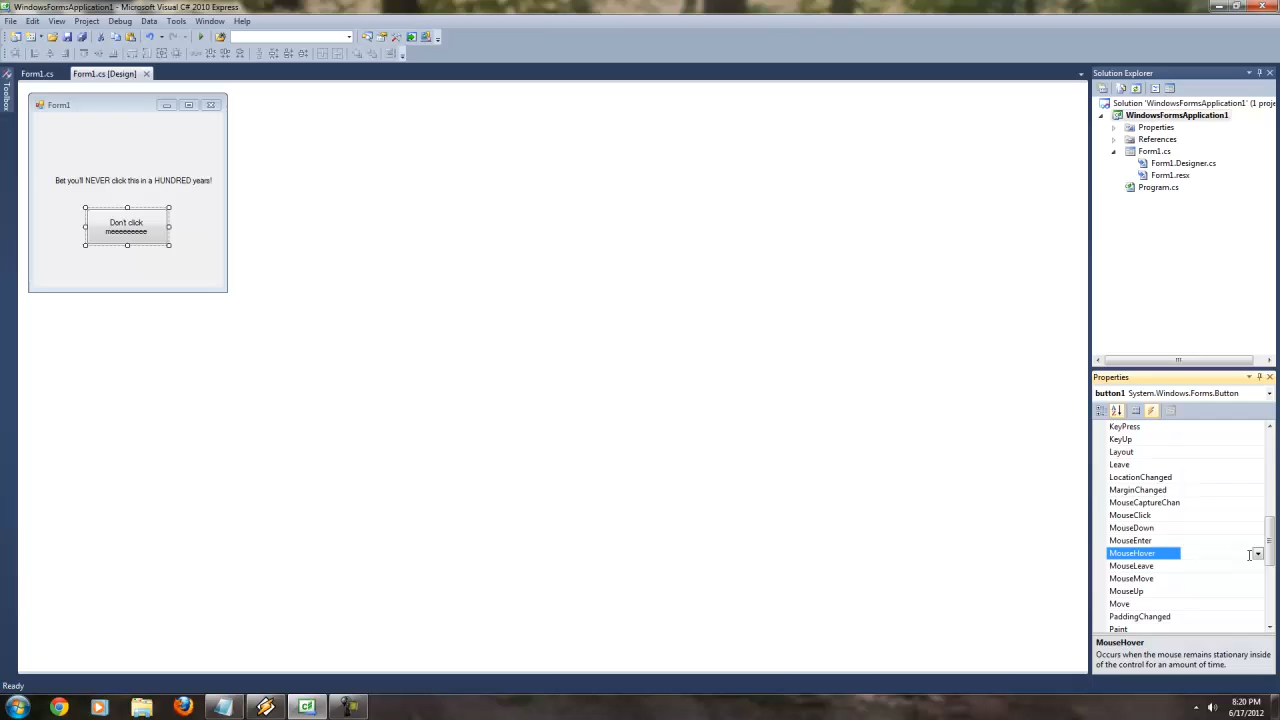 WindowsFormsApplication1 - Microsoft Visual C# 2010 Express
File Edit View Project Debug Data Tools Window Help
Form1.cs
Form1.cs [Design]
Toolbox
Form1
Bet you'll NEVER click this in a HUNDRED years!
Don't click
meeeeeeeee
Solution Explorer
Solution 'WindowsFormsApplication1' (1 proje
WindowsFormsApplication1
Properties
References
Form1.cs
Form1.Designer.cs
Form1.resx
Program.cs
Properties
button1 System.Windows.Forms.Button
KeyPress
KeyUp
Layout
Leave
LocationChanged
MarginChanged
MouseCaptureChan
MouseClick
MouseDown
MouseEnter
MouseHover
MouseLeave
MouseMove
MouseUp
Move
PaddingChanged
Paint
MouseHover
Occurs when the mouse remains stationary inside
of the control for an amount of time.
Ready
8:20 PM
6/17/2012